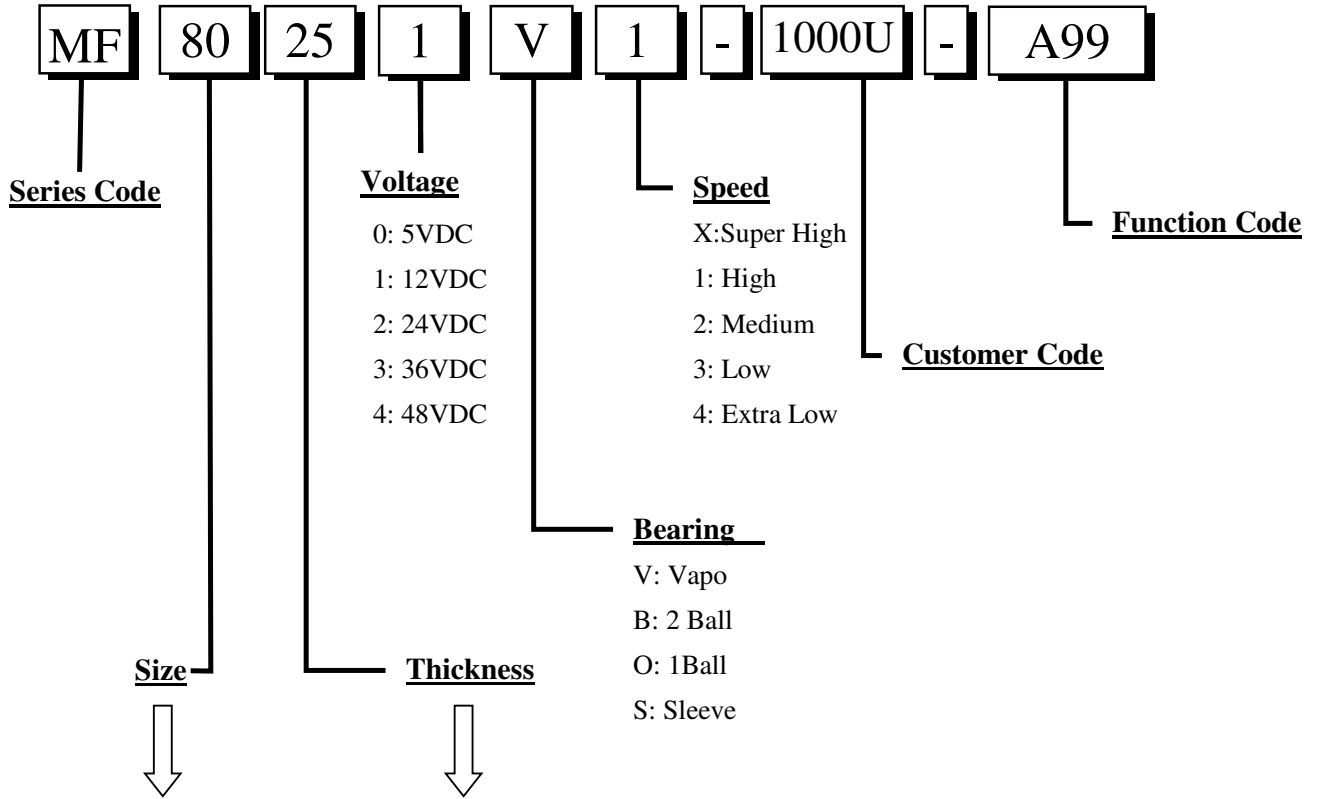 MF 80 25 1 V 1 - 1000U - A99
Series Code
Voltage
0: 5VDC
1: 12VDC
2: 24VDC
3: 36VDC
4: 48VDC
Speed
X:Super High
1: High
2: Medium
3: Low
4: Extra Low
Function Code
Customer Code
Bearing
V: Vapo
B: 2 Ball
O: 1Ball
S: Sleeve
Size
Thickness